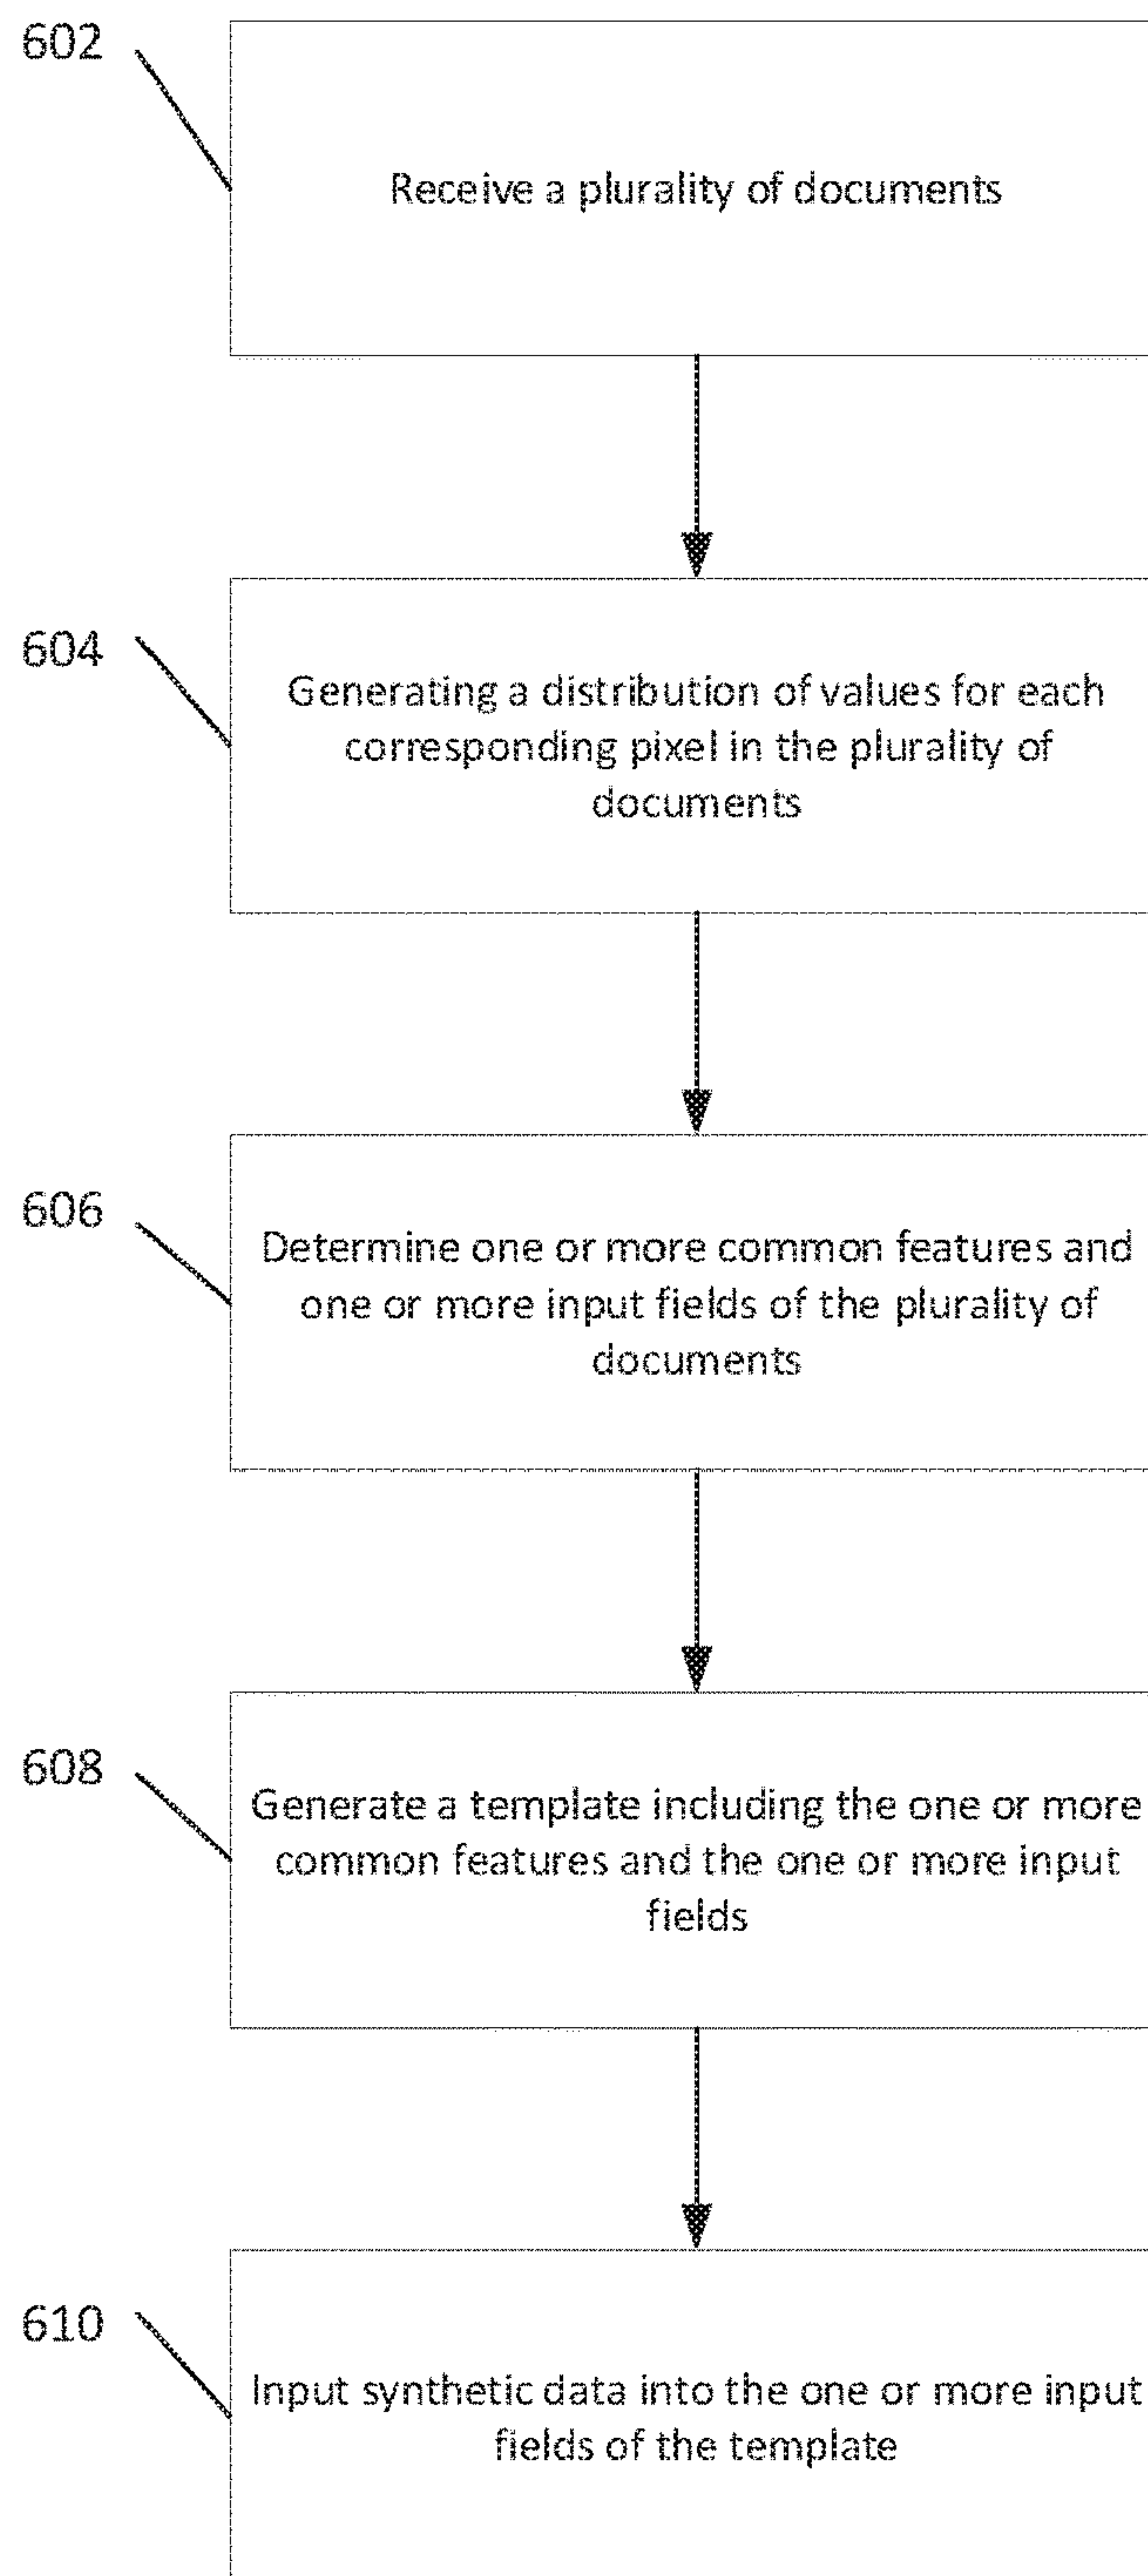 602
Receive a plurality of documents
604
Generating a distribution of values for each
corresponding pixel in the plurality of
documents
606
Determine one or more common features and
one or more input fields of the plurality of
documents
608
Generate a template including the one or more
common features and the one or more input
fields
610
Input synthetic data into the one or more input
fields of the template